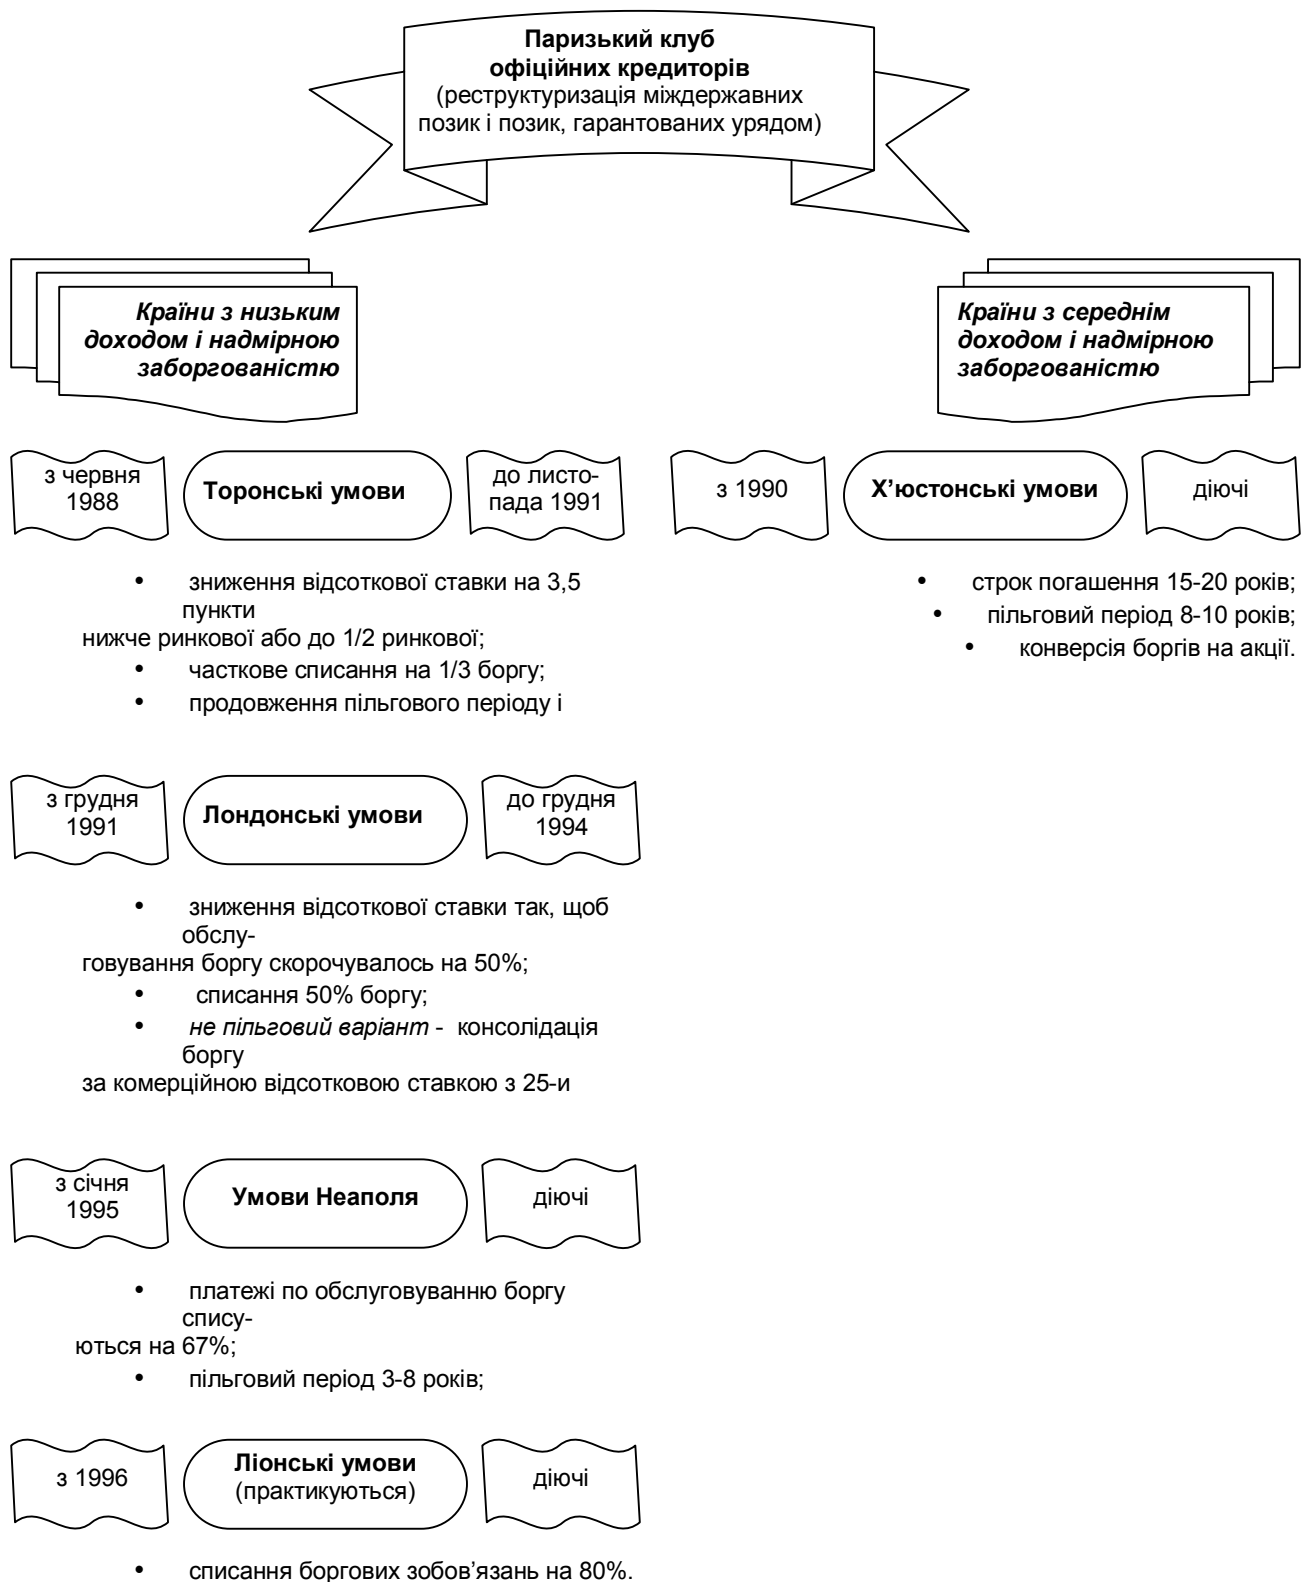 Паризький клуб
офіційних кредиторів
(реструктуризація міждержавних
позик і позик, гарантованих урядом)
Країни з низьким
доходом і надмірною
заборгованістю
Країни з середнім
доходом і надмірною
заборгованістю
з червня
1988
Торонські умови
до листо-
пада 1991
з 1990
Х’юстонські умови
діючі
• зниження відсоткової ставки на 3,5
пункти
нижче ринкової або до 1/2 ринкової;
• часткове списання на 1/3 боргу;
• продовження пільгового періоду і
• строк погашення 15-20 років;
• пільговий період 8-10 років;
• конверсія боргів на акції.
з грудня
1991
Лондонські умови
до грудня
1994
• зниження відсоткової ставки так, щоб
обслу-
говування боргу скорочувалось на 50%;
• списання 50% боргу;
• не пільговий варіант - консолідація
боргу
за комерційною відсотковою ставкою з 25-и
з січня
1995
Умови Неаполя
діючі
• платежі по обслуговуванню боргу
спису-
ються на 67%;
• пільговий період 3-8 років;
з 1996
Ліонські умови
(практикуються)
діючі
• списання боргових зобов’язань на 80%.